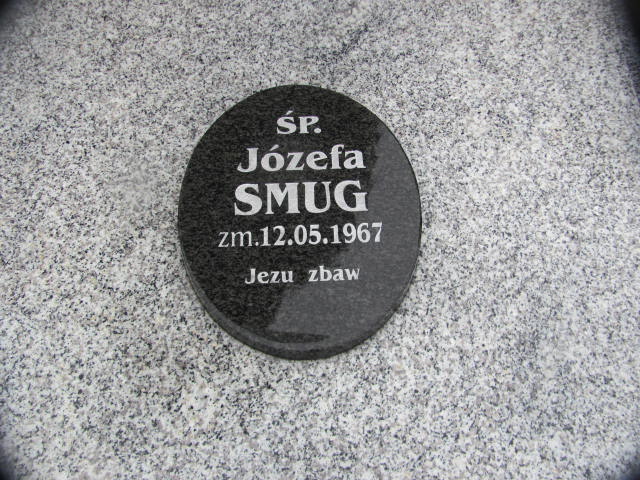 ŚP.
Józefa
SMUG
zm.12.05.1967
Jezu zbaw